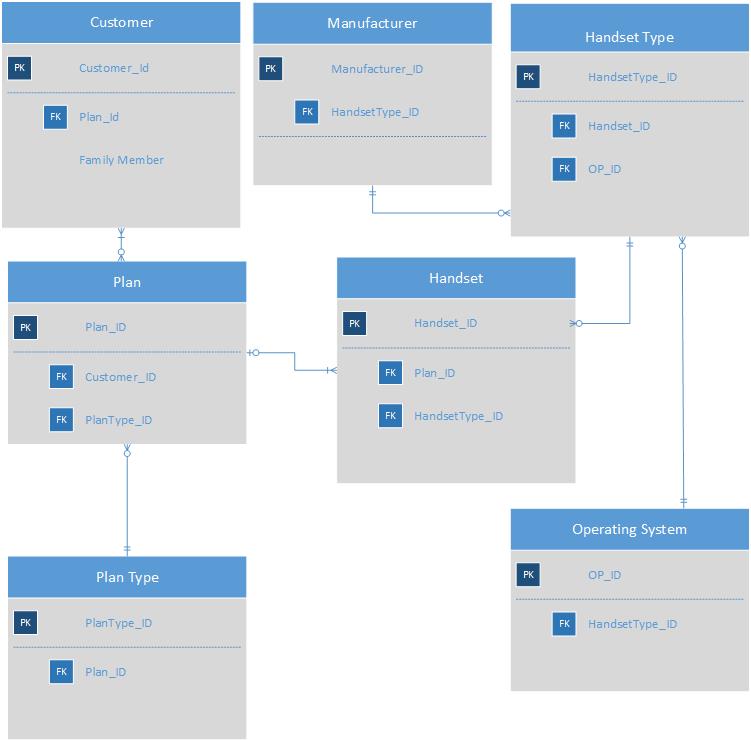 Customer
PK Customer_Id
FK Plan_Id
Family Member
Manufacturer
PK Manufacturer_ID
FK HandsetType_ID
Handset Type
PK HandsetType_ID
FK Handset_ID
FK OP_ID
Plan
PK Plan_ID
FK Customer_ID
FK PlanType_ID
Handset
PK Handset_ID
FK Plan_ID
FK HandsetType_ID
Plan Type
PK PlanType_ID
FK Plan_ID
Operating System
PK OP_ID
FK HandsetType_ID